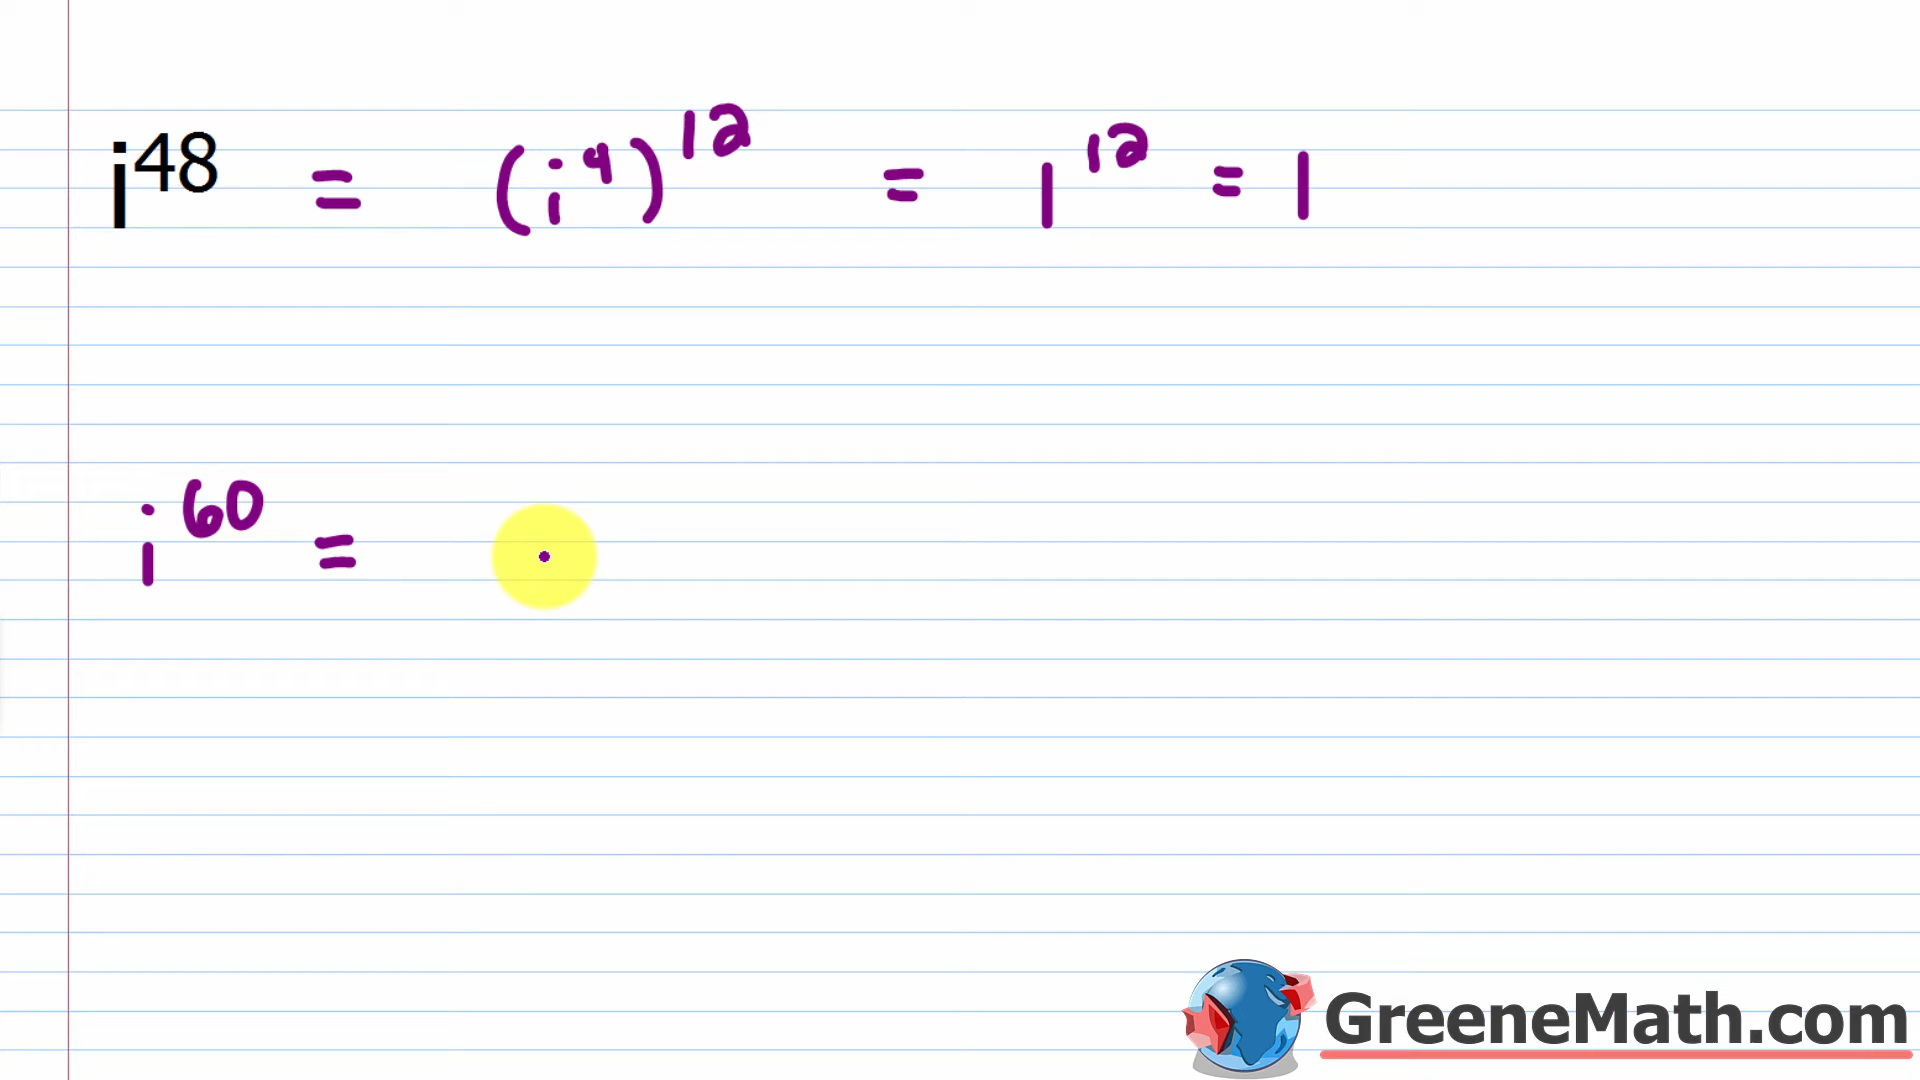 i⁴⁸ = (i⁴)¹² = 1¹² = 1
i⁶⁰ =
GreeneMath.com